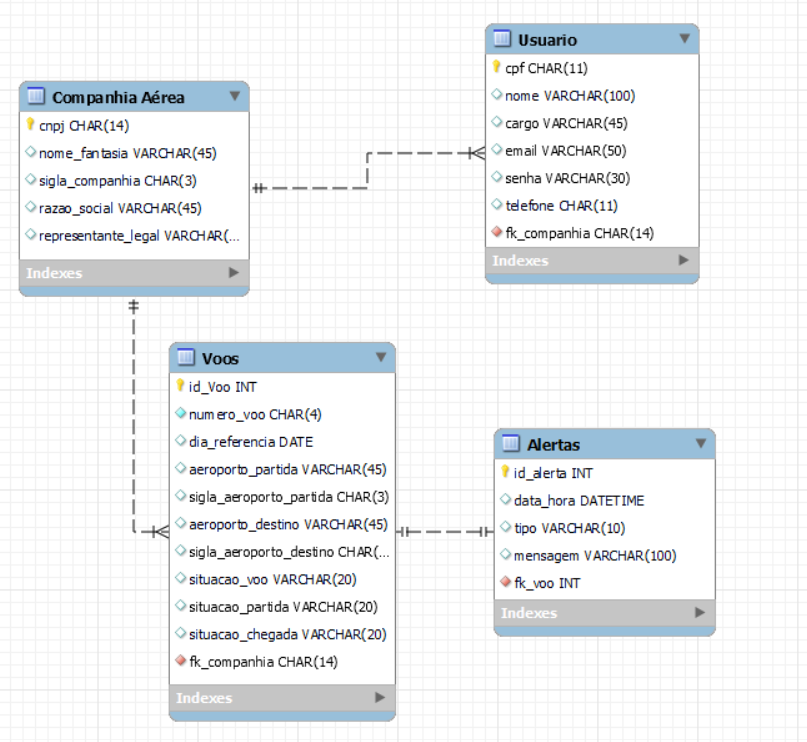 Companhia Aérea
cnpj CHAR(14)
nome_fantasia VARCHAR(45)
sigla_companhia CHAR(3)
razao_social VARCHAR(45)
representante_legal VARCHAR(...
Indexes
Usuario
cpf CHAR(11)
nome VARCHAR(100)
cargo VARCHAR(45)
email VARCHAR(50)
senha VARCHAR(30)
telefone CHAR(11)
fk_companhia CHAR(14)
Indexes
Voos
id_Voo INT
numero_voo CHAR(4)
dia_referencia DATE
aeroporto_partida VARCHAR(45)
sigla_aeroporto_partida CHAR(3)
aeroporto_destino VARCHAR(45)
sigla_aeroporto_destino CHAR(...
situacao_voo VARCHAR(20)
situacao_partida VARCHAR(20)
situacao_chegada VARCHAR(20)
fk_companhia CHAR(14)
Indexes
Alertas
id_alerta INT
data_hora DATETIME
tipo VARCHAR(10)
mensagem VARCHAR(100)
fk_voo INT
Indexes